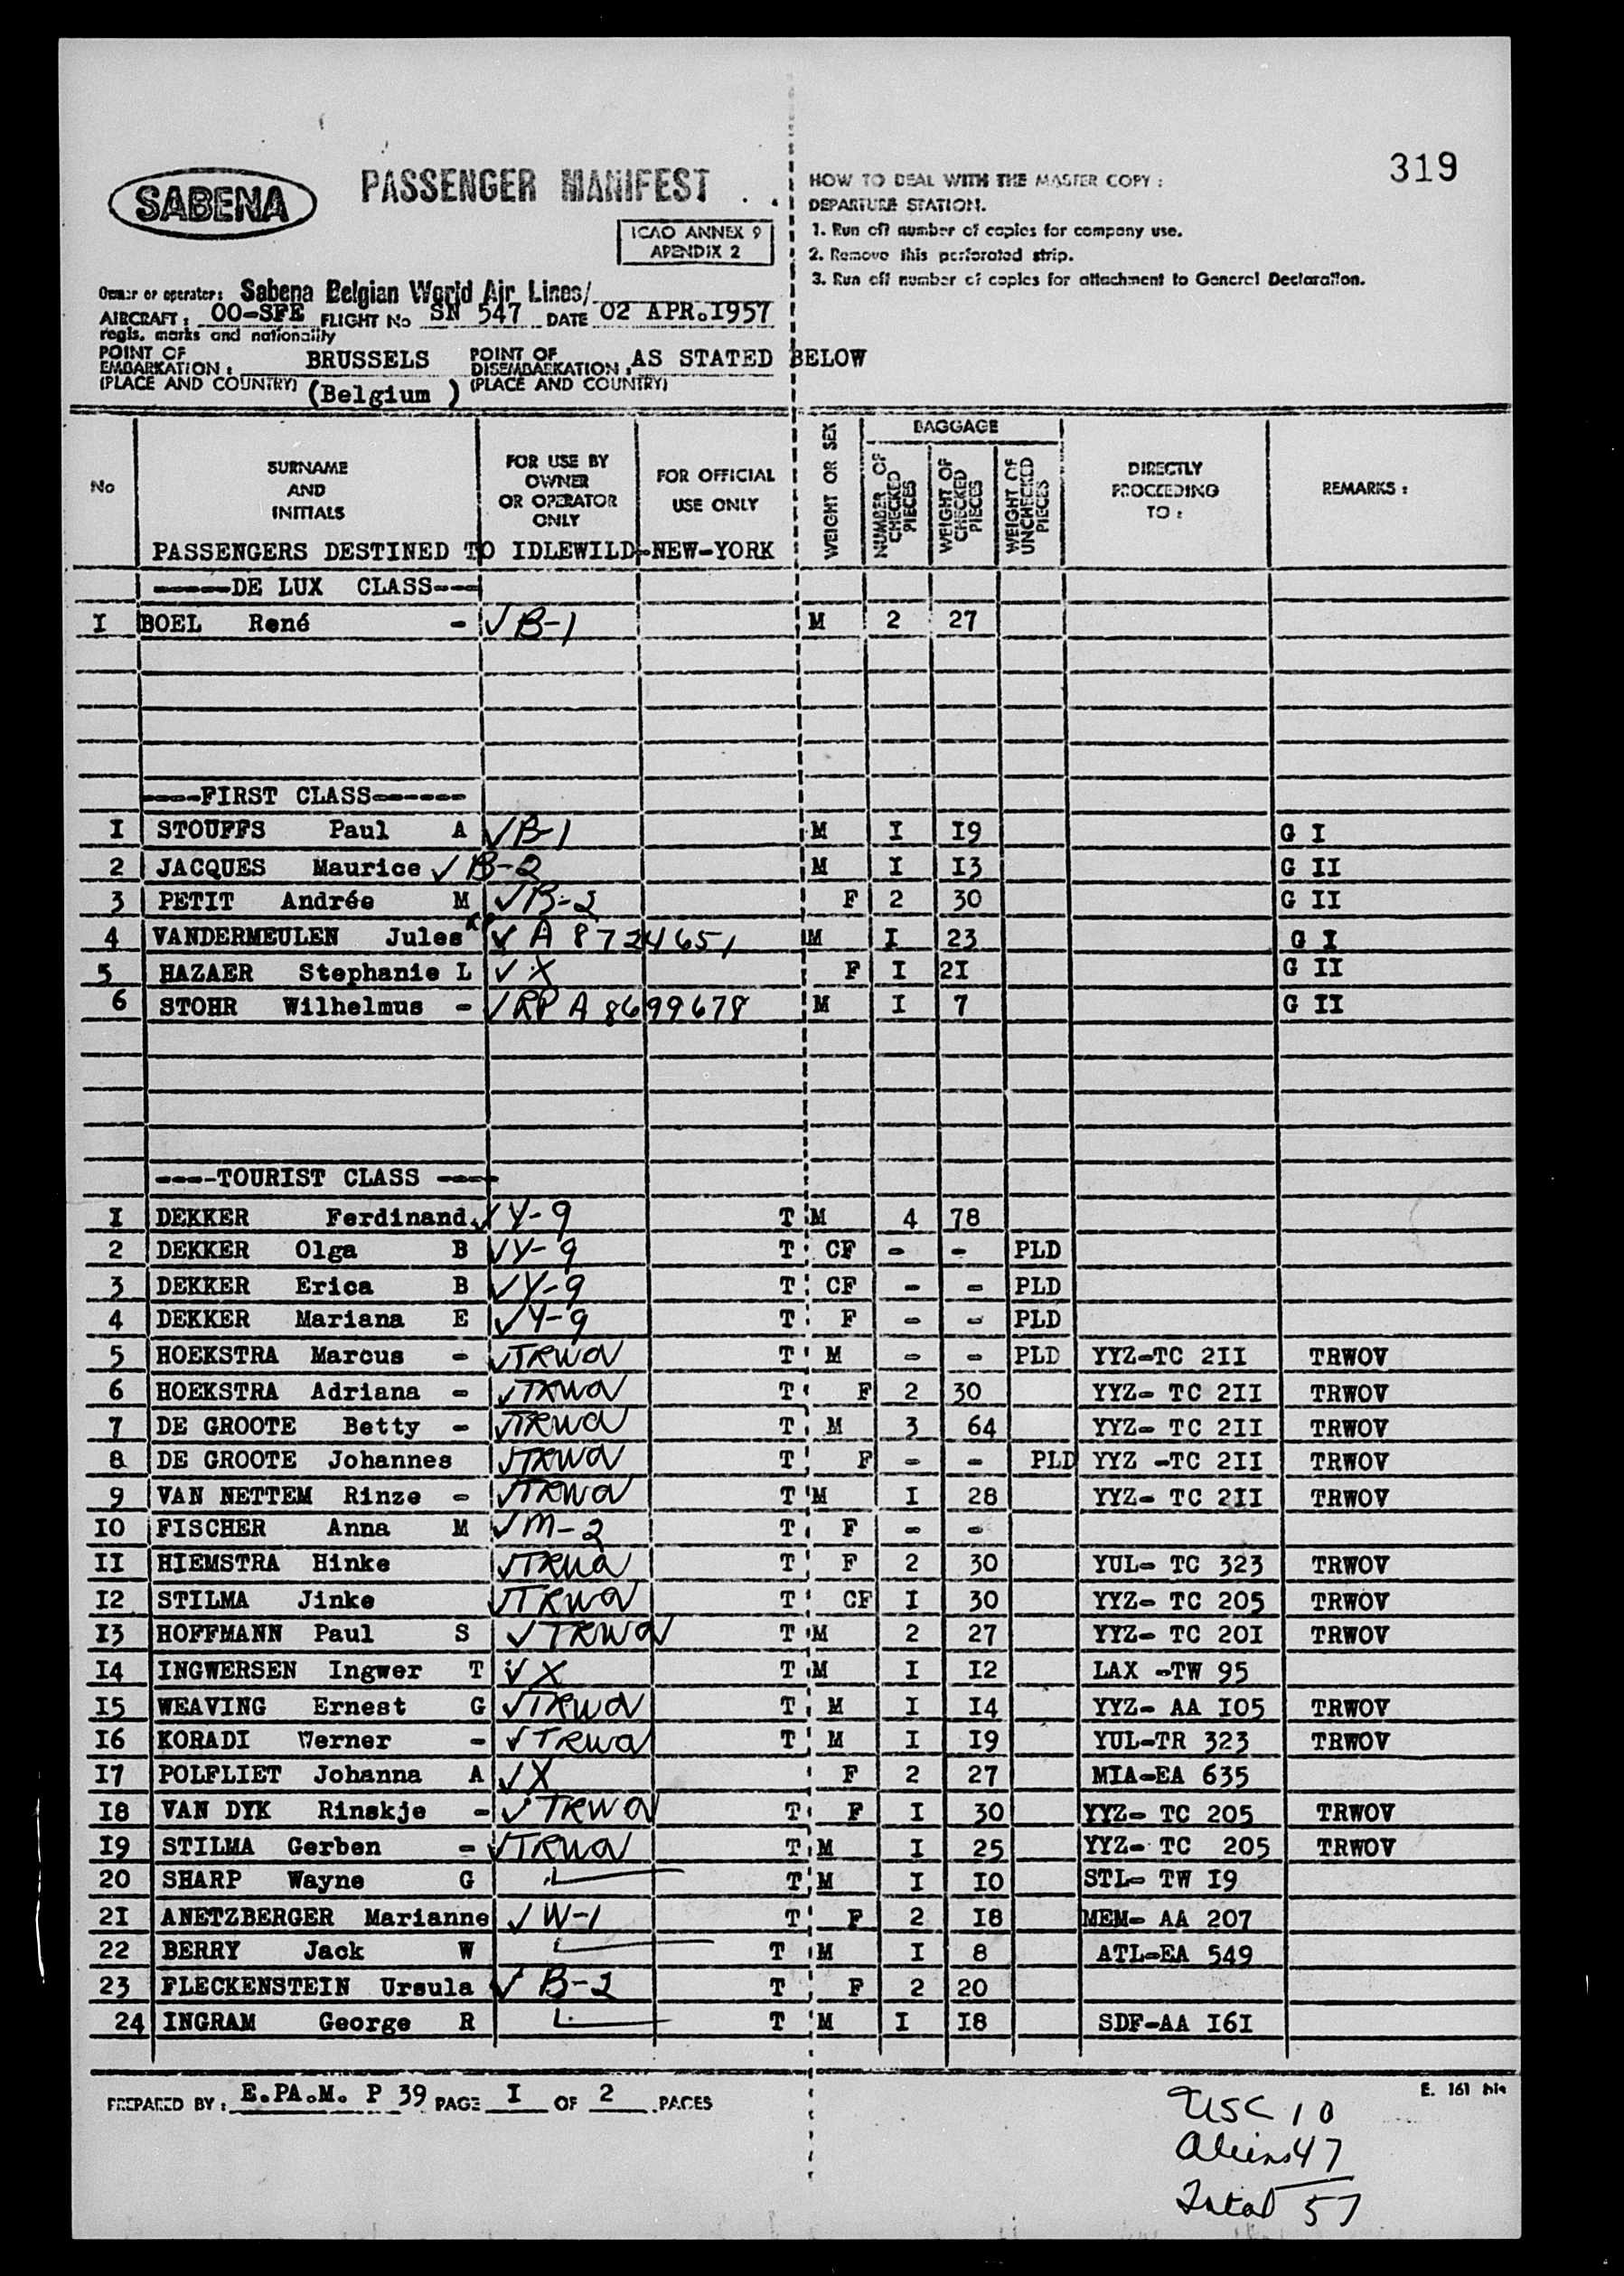 319
SABENA
PASSENGER MANIFEST
ICAO ANNEX 9
APENDIX 2
HOW TO DEAL WITH THE MASTER COPY :
DEPARTURE STATION.
1. Run off number of copies for company use.
2. Remove this perforated strip.
3. Run off number of copies for attachment to General Declaration.
Owner or operator: Sabena Belgian World Air Lines/
AIRCRAFT: OO-SFE FLIGHT No SN 547 DATE 02 APR.I957
regis. marks and nationality
POINT OF EMBARKATION: BRUSSELS POINT OF DISEMBARKATION: AS STATED BELOW
(PLACE AND COUNTRY) (Belgium ) (PLACE AND COUNTRY)
No SURNAME AND INITIALS FOR USE BY OWNER OR OPERATOR ONLY FOR OFFICIAL USE ONLY WEIGHT OR SEX BAGGAGE NUMBER OF CHECKED PIECES WEIGHT OF CHECKED PIECES WEIGHT OF UNCHECKED PIECES DIRECTLY PROCEEDING TO: REMARKS:
PASSENGERS DESTINED TO IDLEWILD-NEW-YORK
-----DE LUX CLASS---
I BOEL René - ✓ B-1 M 2 27
----FIRST CLASS------
I STOUFFS Paul A ✓ B-1 M I I9 G I
2 JACQUES Maurice ✓ B-2 M I I3 G II
3 PETIT Andrée M ✓ B-2 F 2 30 G II
4 VANDERMEULEN Jules ✓ A 8724651 M I 23 G I
5 HAZAER Stephanie L ✓ X F I 2I G II
6 STOHR Wilhelmus - ✓ RP A 8699678 M I 7 G II
----TOURIST CLASS ----
I DEKKER Ferdinand ✓ Y-9 T M 4 78
2 DEKKER Olga B ✓ Y-9 T CF - - PLD
3 DEKKER Erica B ✓ Y-9 T CF - - PLD
4 DEKKER Mariana E ✓ Y-9 T F - - PLD
5 HOEKSTRA Marcus - ✓ TRWOV T M - - PLD YYZ-TC 2II TRWOV
6 HOEKSTRA Adriana - ✓ TRWOV T F 2 30 YYZ- TC 2II TRWOV
7 DE GROOTE Betty - ✓ TRWOV T M 3 64 YYZ- TC 2II TRWOV
8 DE GROOTE Johannes ✓ TRWOV T F - - PLD YYZ -TC 2II TRWOV
9 VAN NETTEM Rinze - ✓ TRWOV T M I 28 YYZ- TC 2II TRWOV
I0 FISCHER Anna M ✓ M-2 T F - -
II HIEMSTRA Hinke ✓ TRWOV T F 2 30 YUL- TC 323 TRWOV
I2 STILMA Jinke ✓ TRWOV T CF I 30 YYZ- TC 205 TRWOV
I3 HOFFMANN Paul S ✓ TRWOV T M 2 27 YYZ- TC 20I TRWOV
I4 INGWERSEN Ingwer T ✓ X T M I I2 LAX -TW 95
I5 WEAVING Ernest G ✓ TRWOV T M I I4 YYZ- AA I05 TRWOV
I6 KORADI Werner - ✓ TRWOV T M I I9 YUL-TR 323 TRWOV
I7 POLFLIET Johanna A ✓ X F 2 27 MIA-EA 635
I8 VAN DYK Rinskje - ✓ TRWOV T F I 30 YYZ- TC 205 TRWOV
I9 STILMA Gerben - ✓ TRWOV T M I 25 YYZ- TC 205 TRWOV
20 SHARP Wayne G T M I I0 STL- TW I9
2I ANETZBERGER Marianne ✓ W-1 T F 2 I8 MEM- AA 207
22 BERRY Jack W T M I 8 ATL-EA 549
23 FLECKENSTEIN Ursula ✓ B-2 T F 2 20
24 INGRAM George R T M I I8 SDF-AA I6I
PREPARED BY: E.PA.M. P 39 PAGE I OF 2 PAGES
E. 161 bis
USC 10
Aliens 47
Total 57